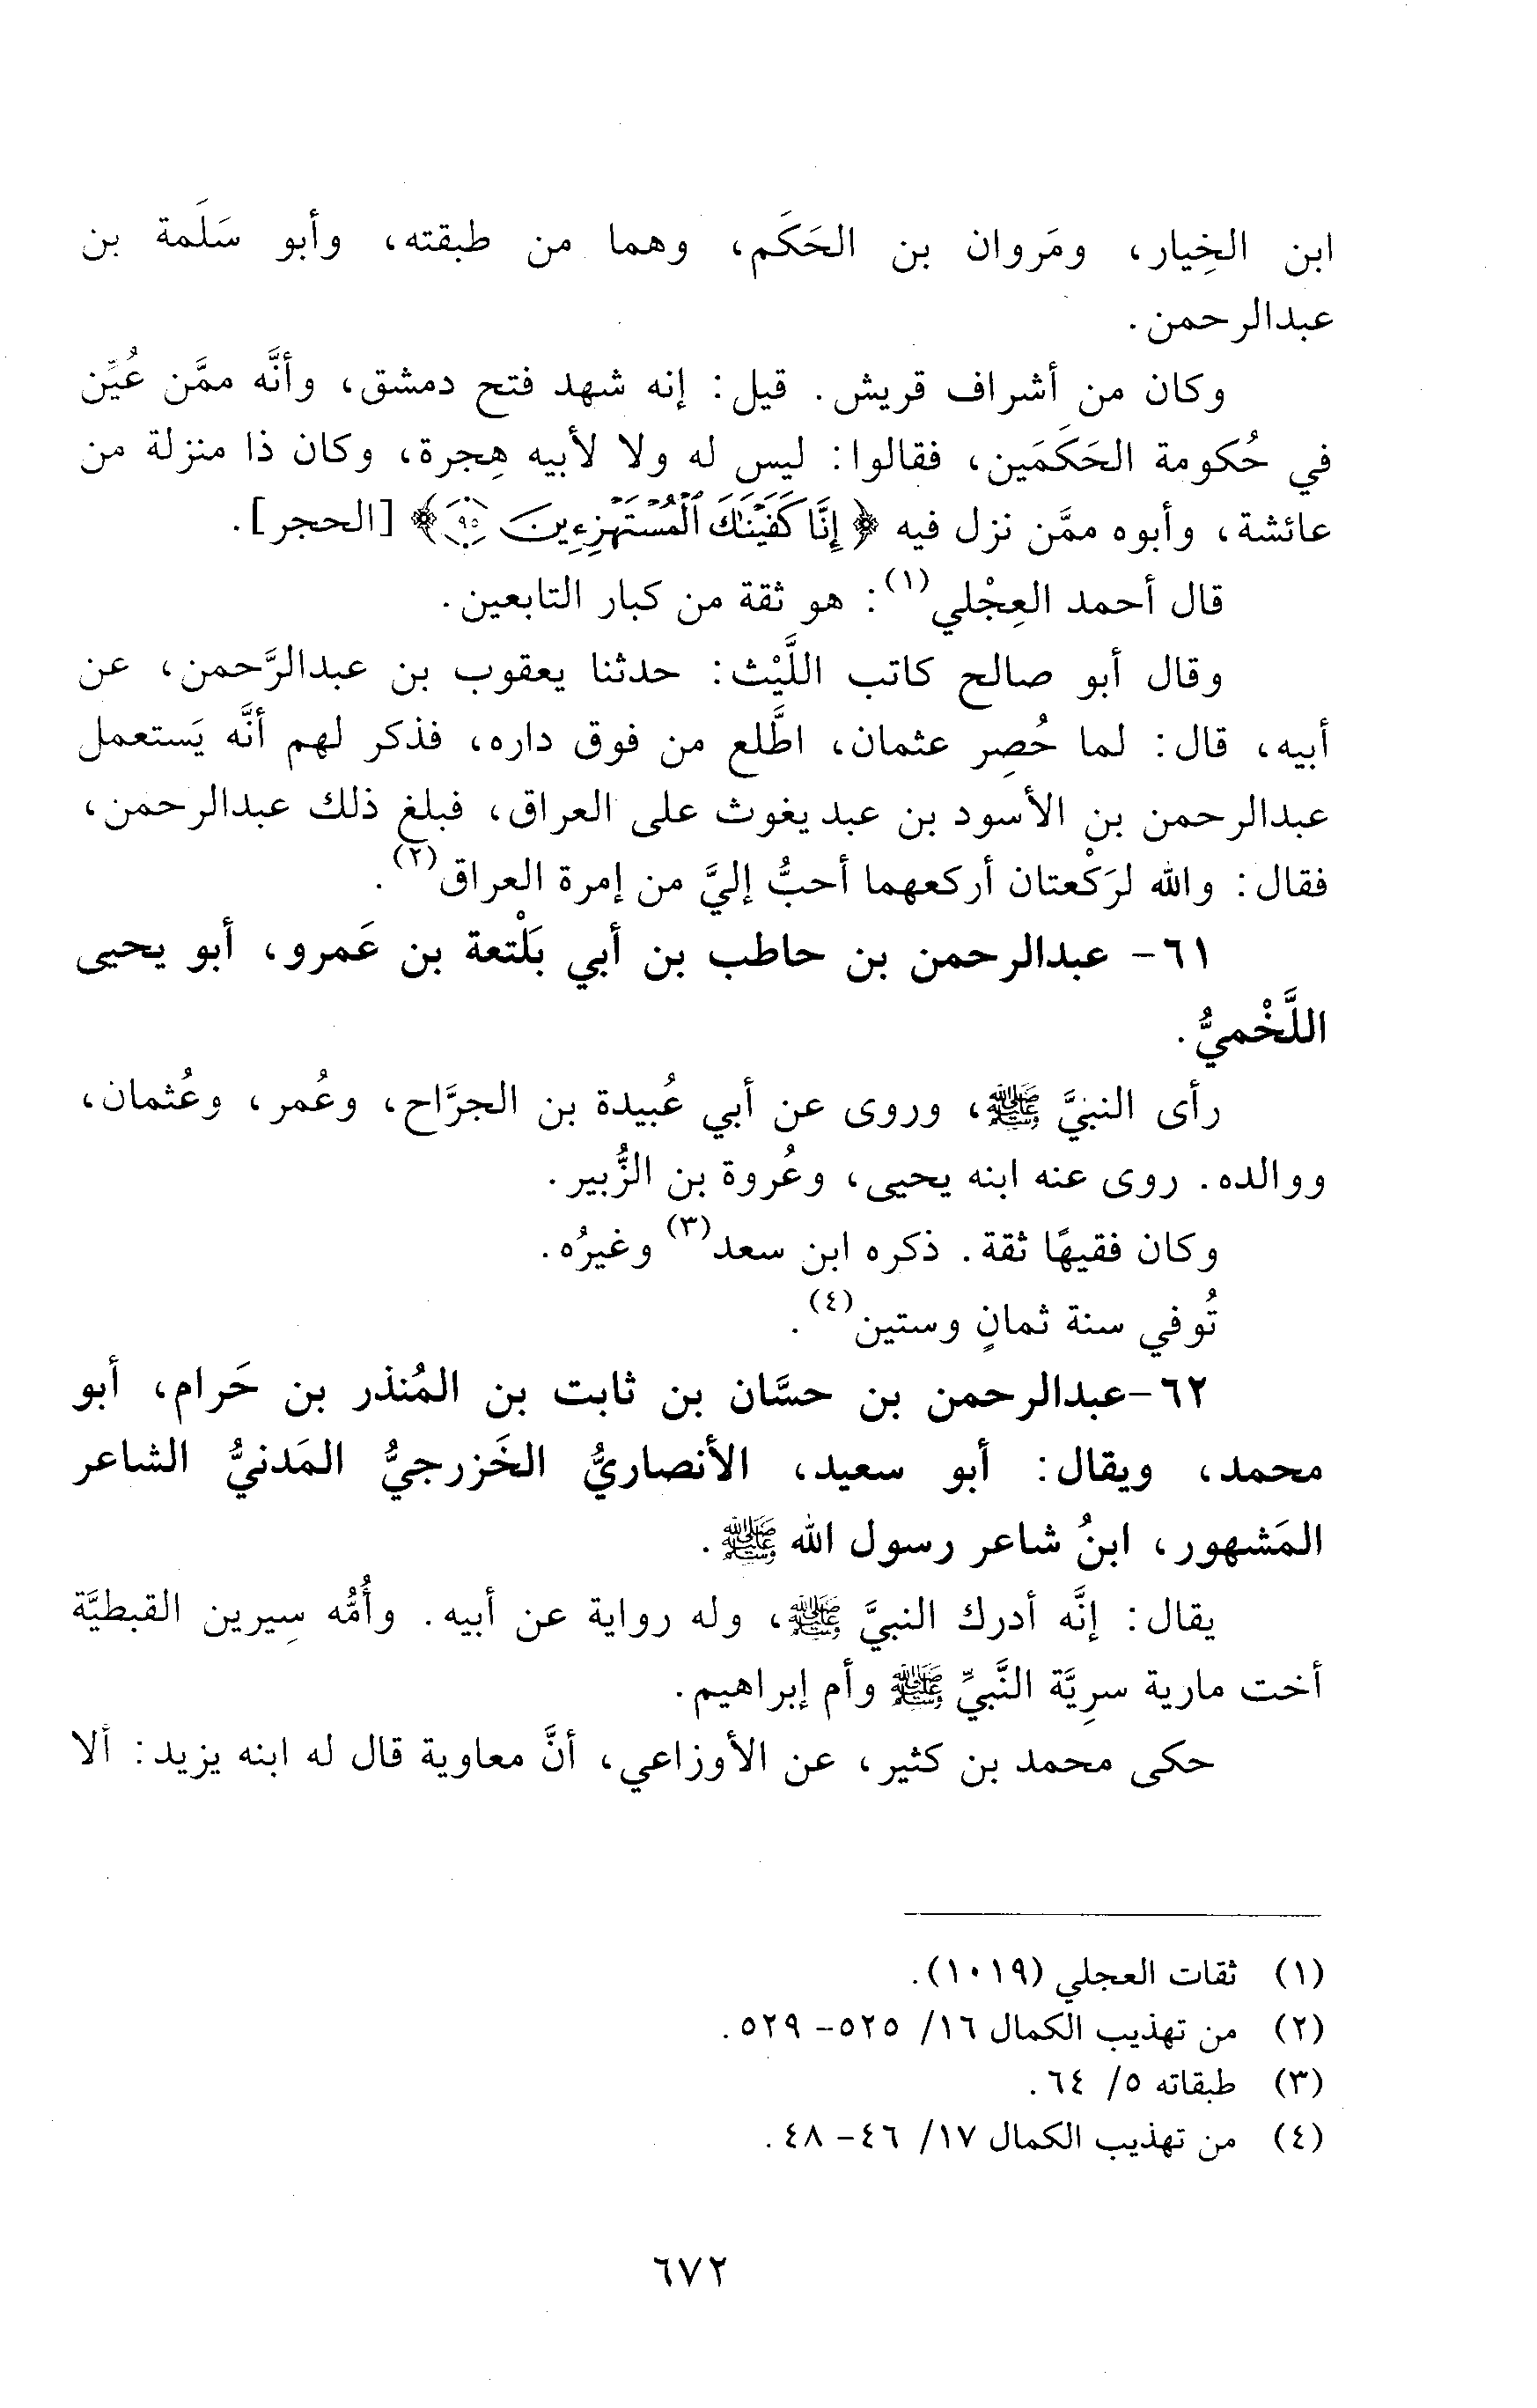 ابن الخِيار، ومَروان بن الحَكَم، وهما من طبقته، وأبو سَلَمة بن
عبدالرحمن.
وكان من أشراف قريش. قيل: إنه شهد فتح دمشق، وأنَّه ممَّن عُيِّن
في حُكومة الحَكَمَين، فقالوا: ليس له ولا لأبيه هِجرة، وكان ذا منزلة من
عائشة، وأبوه ممَّن نزل فيه ﴿إِنَّا كَفَيْنَٰكَ ٱلْمُسْتَهْزِءِينَ ٩٥﴾ [الحجر].
قال أحمد العِجْلي(١): هو ثقة من كبار التابعين.
وقال أبو صالح كاتب اللَّيْث: حدثنا يعقوب بن عبدالرَّحمن، عن
أبيه، قال: لما حُصِر عثمان، اطَّلع من فوق داره، فذكر لهم أنَّه يَستعمل
عبدالرحمن بن الأسود بن عبد يغوث على العراق، فبلغ ذلك عبدالرحمن،
فقال: والله لرَكْعتان أركعهما أحبُّ إليَّ من إمرة العراق(٢).
٦١- عبدالرحمن بن حاطب بن أبي بَلْتعة بن عَمرو، أبو يحيى
اللَّخْميُّ.
رأى النبيَّ ﷺ، وروى عن أبي عُبيدة بن الجرَّاح، وعُمر، وعُثمان،
ووالده. روى عنه ابنه يحيى، وعُروة بن الزُّبير.
وكان فقيهًا ثقة. ذكره ابن سعد(٣) وغيرُه.
تُوفي سنة ثمانٍ وستين(٤).
٦٢-عبدالرحمن بن حسَّان بن ثابت بن المُنذر بن حَرام، أبو
محمد، ويقال: أبو سعيد، الأنصاريُّ الخَزرجيُّ المَدنيُّ الشاعر
المَشهور، ابنُ شاعر رسول الله ﷺ.
يقال: إنَّه أدرك النبيَّ ﷺ، وله رواية عن أبيه. وأُمُّه سِيرين القبطيَّة
أخت مارية سرِيَّة النَّبيِّ ﷺ وأم إبراهيم.
حكى محمد بن كثير، عن الأوزاعي، أنَّ معاوية قال له ابنه يزيد: ألا
(١) ثقات العجلي (١٠١٩).
(٢) من تهذيب الكمال ١٦/ ٥٢٥- ٥٢٩.
(٣) طبقاته ٥/ ٦٤.
(٤) من تهذيب الكمال ١٧/ ٤٦- ٤٨.
٦٧٢